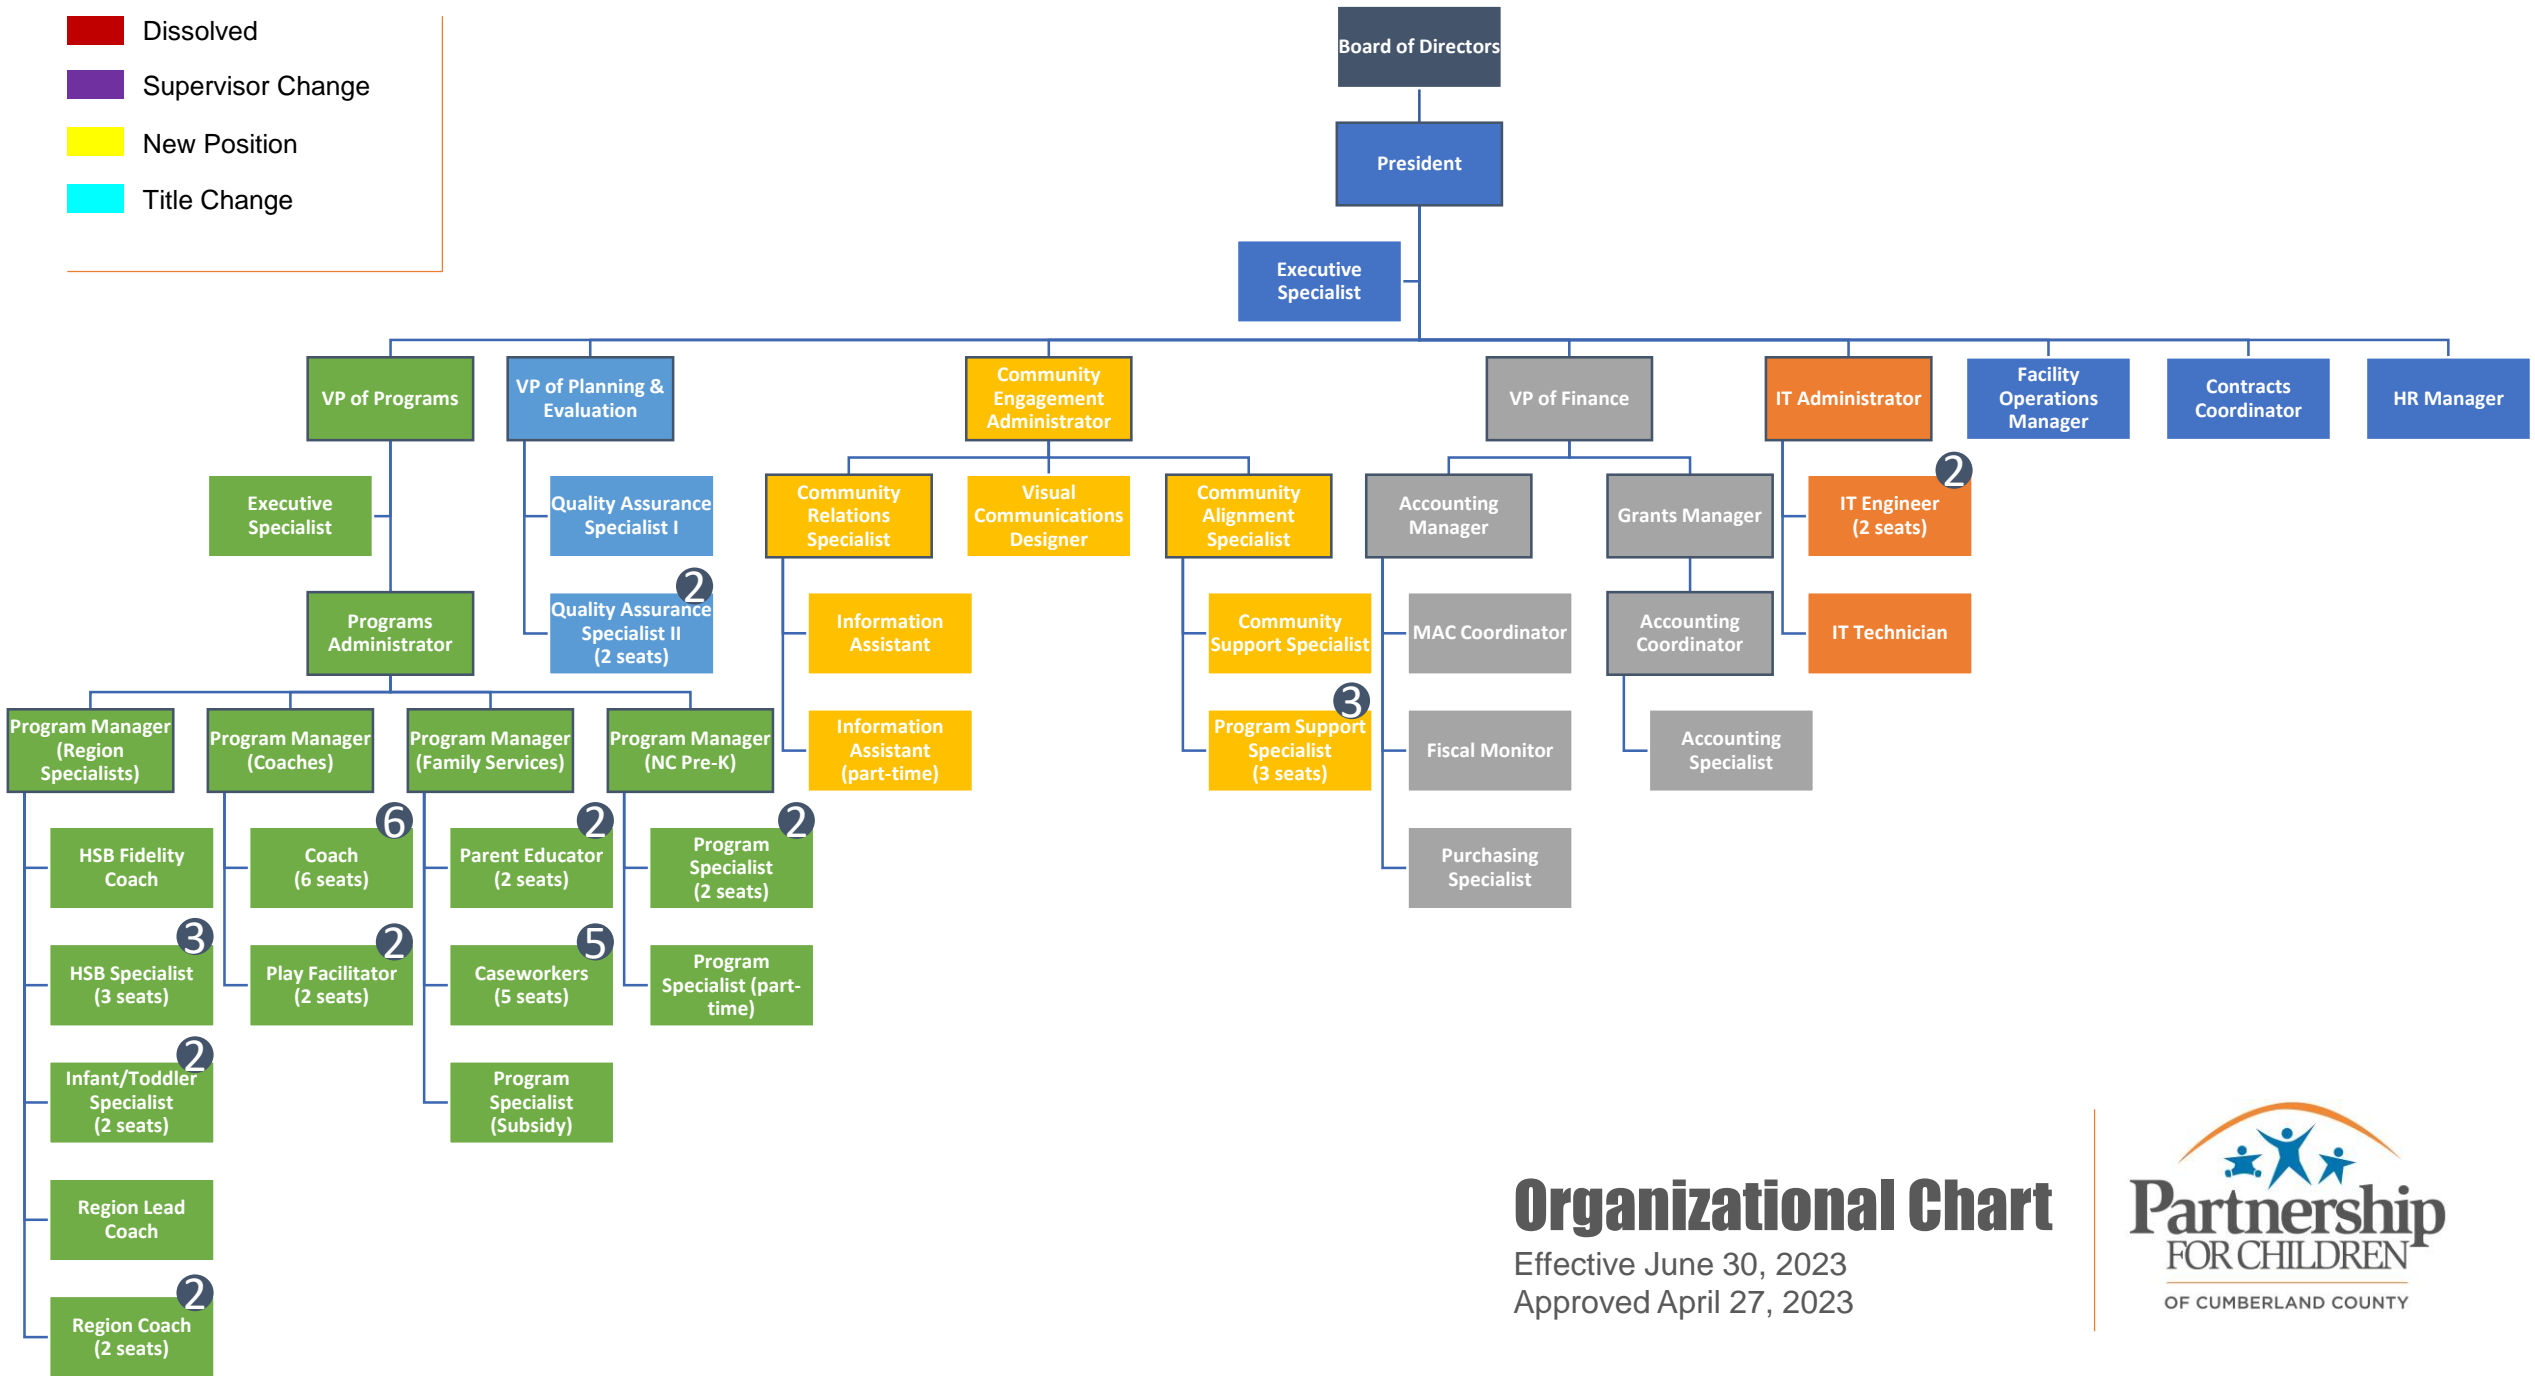 Dissolved
Supervisor Change
New Position
Title Change
Board of Directors
President
Executive
Specialist
VP of Programs
VP of Planning &
Evaluation
Community
Engagement
Administrator
VP of Finance
IT Administrator
Facility
Operations
Manager
Contracts
Coordinator
HR Manager
Executive
Specialist
Quality Assurance
Specialist I
Community
Relations
Specialist
Visual
Communications
Designer
Community
Alignment
Specialist
Accounting
Manager
Grants Manager
2
IT Engineer
(2 seats)
Programs
Administrator
2
Quality Assurance
Specialist II
(2 seats)
Information
Assistant
Community
Support Specialist
MAC Coordinator
Accounting
Coordinator
IT Technician
Program Manager
(Region
Specialists)
Program Manager
(Coaches)
Program Manager
(Family Services)
Program Manager
(NC Pre-K)
Information
Assistant
(part-time)
3
Program Support
Specialist
(3 seats)
Fiscal Monitor
Accounting
Specialist
HSB Fidelity
Coach
6
Coach
(6 seats)
2
Parent Educator
(2 seats)
2
Program
Specialist
(2 seats)
Purchasing
Specialist
3
HSB Specialist
(3 seats)
2
Play Facilitator
(2 seats)
5
Caseworkers
(5 seats)
Program
Specialist (part-
time)
2
Infant/Toddler
Specialist
(2 seats)
Program
Specialist
(Subsidy)
Region Lead
Coach
2
Region Coach
(2 seats)
Organizational Chart
Effective June 30, 2023
Approved April 27, 2023
Partnership
FOR CHILDREN
OF CUMBERLAND COUNTY